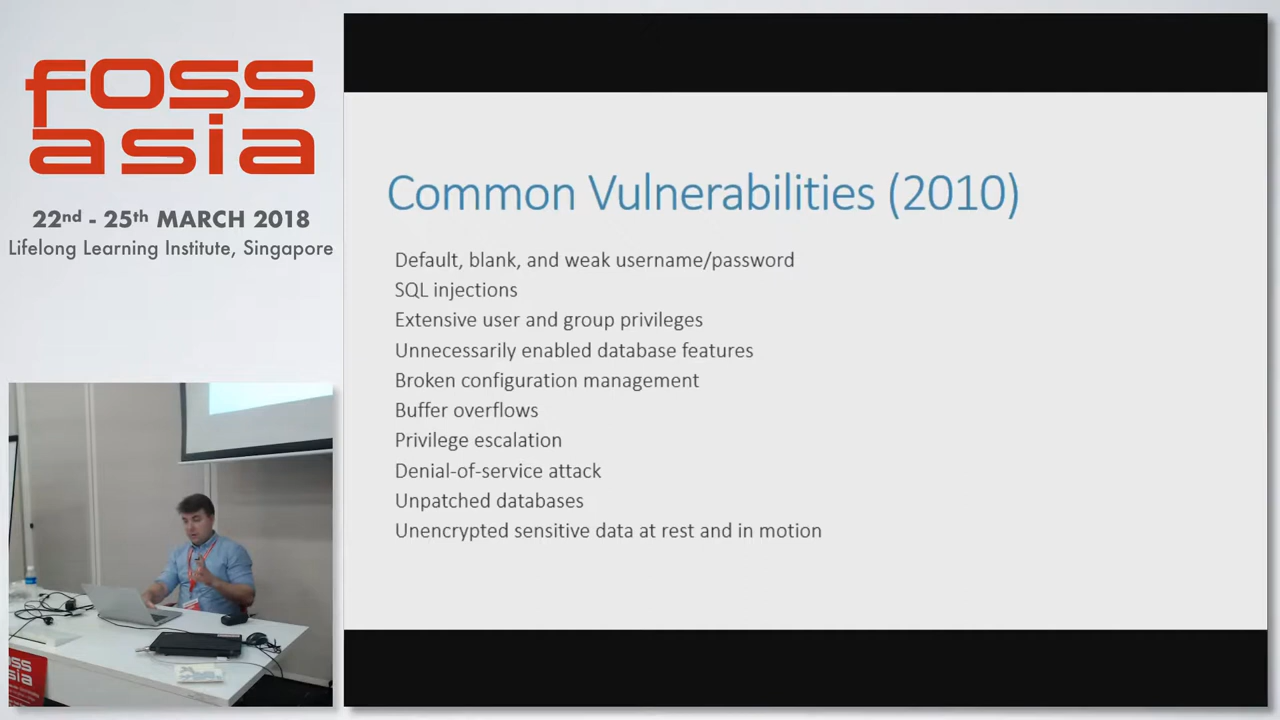 foss
asia
22nd - 25th MARCH 2018
Lifelong Learning Institute, Singapore
Common Vulnerabilities (2010)
Default, blank, and weak username/password
SQL injections
Extensive user and group privileges
Unnecessarily enabled database features
Broken configuration management
Buffer overflows
Privilege escalation
Denial-of-service attack
Unpatched databases
Unencrypted sensitive data at rest and in motion
foss
asia